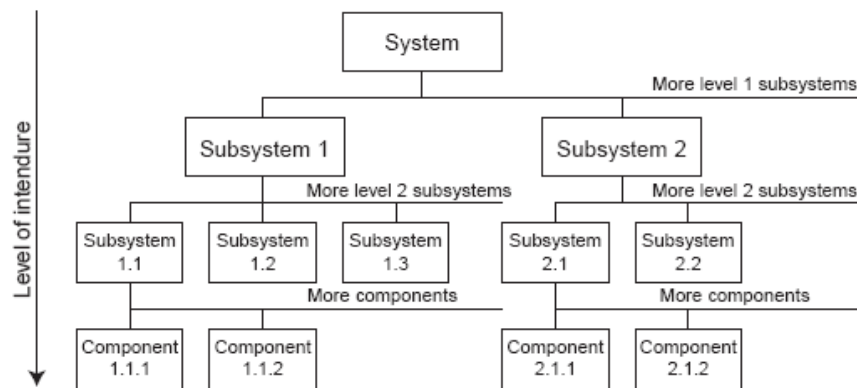 System
More level 1 subsystems
Level of intendure
Subsystem 1
Subsystem 2
More level 2 subsystems
More level 2 subsystems
Subsystem
1.1
Subsystem
1.2
Subsystem
1.3
Subsystem
2.1
Subsystem
2.2
More components
More components
Component
1.1.1
Component
1.1.2
Component
2.1.1
Component
2.1.2